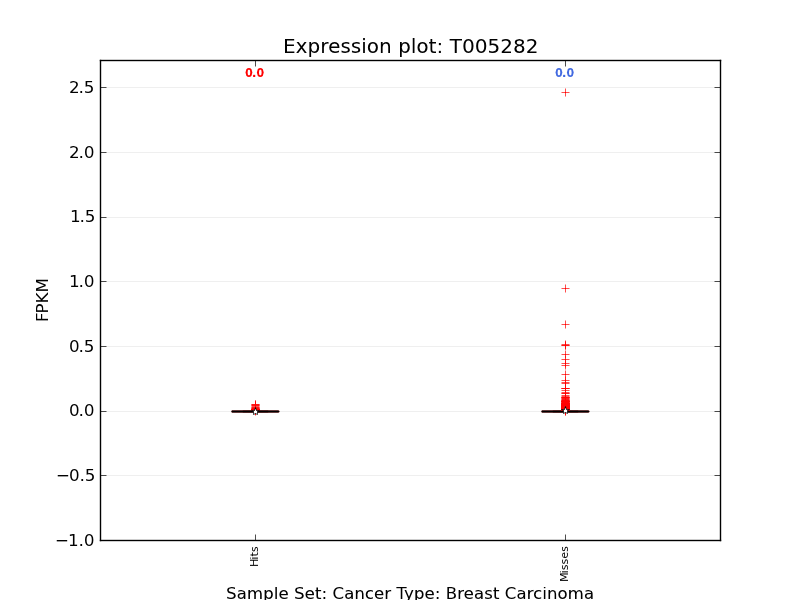 Expression plot: T005282
0.0 0.0
2.5
2.0
1.5
1.0
0.5
0.0
−0.5
−1.0
FPKM
Hits Misses
Sample Set: Cancer Type: Breast Carcinoma